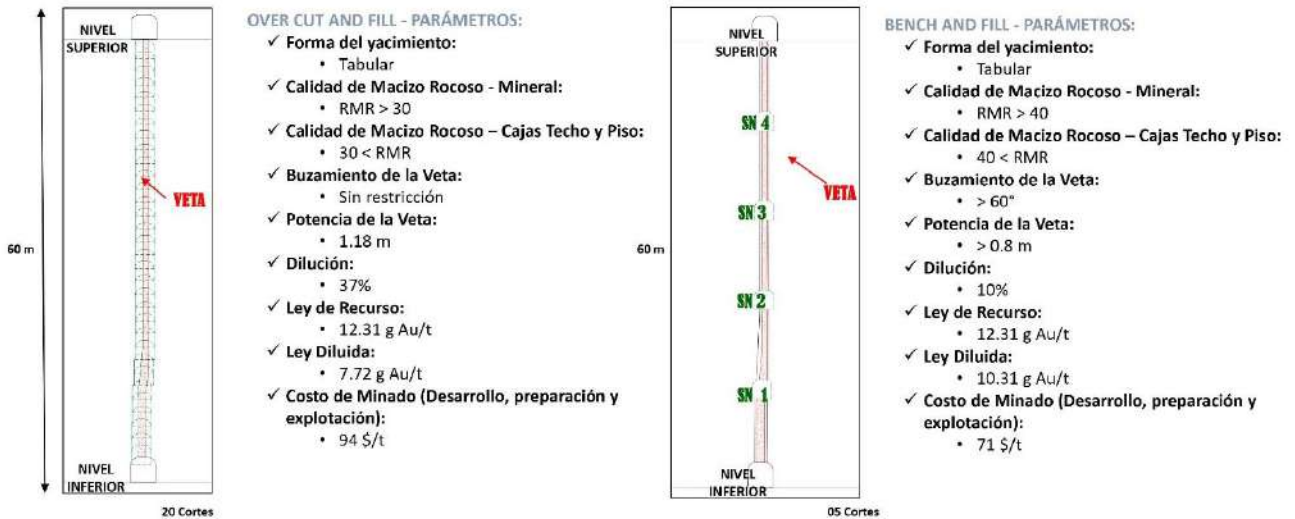 NIVEL
SUPERIOR
VETA
60 m
NIVEL
INFERIOR
20 Cortes
OVER CUT AND FILL - PARÁMETROS:
✓ Forma del yacimiento:
• Tabular
✓ Calidad de Macizo Rocoso - Mineral:
• RMR > 30
✓ Calidad de Macizo Rocoso – Cajas Techo y Piso:
• 30 < RMR
✓ Buzamiento de la Veta:
• Sin restricción
✓ Potencia de la Veta:
• 1.18 m
✓ Dilución:
• 37%
✓ Ley de Recurso:
• 12.31 g Au/t
✓ Ley Diluida:
• 7.72 g Au/t
✓ Costo de Minado (Desarrollo, preparación y
explotación):
• 94 $/t
NIVEL
SUPERIOR
SN 4
VETA
SN 3
60 m
SN 2
SN 1
NIVEL
INFERIOR
05 Cortes
BENCH AND FILL - PARÁMETROS:
✓ Forma del yacimiento:
• Tabular
✓ Calidad de Macizo Rocoso - Mineral:
• RMR > 40
✓ Calidad de Macizo Rocoso – Cajas Techo y Piso:
• 40 < RMR
✓ Buzamiento de la Veta:
• > 60°
✓ Potencia de la Veta:
• > 0.8 m
✓ Dilución:
• 10%
✓ Ley de Recurso:
• 12.31 g Au/t
✓ Ley Diluida:
• 10.31 g Au/t
✓ Costo de Minado (Desarrollo, preparación y
explotación):
• 71 $/t